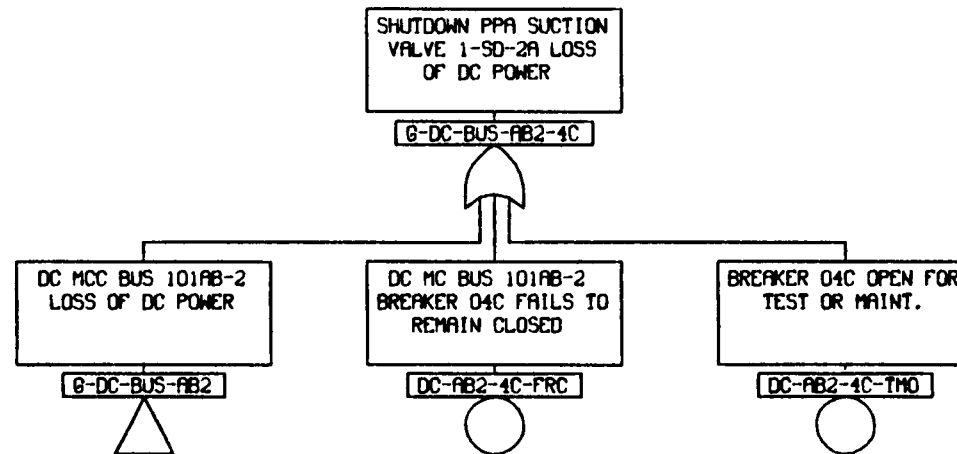 SHUTDOWN PPA SUCTION
VALVE 1-SD-2A LOSS
OF DC POWER
G-DC-BUS-AB2-4C
DC MCC BUS 101AB-2
LOSS OF DC POWER
G-DC-BUS-AB2
DC MC BUS 101AB-2
BREAKER 04C FAILS TO
REMAIN CLOSED
DC-AB2-4C-FRC
BREAKER 04C OPEN FOR
TEST OR MAINT.
DC-AB2-4C-TMO